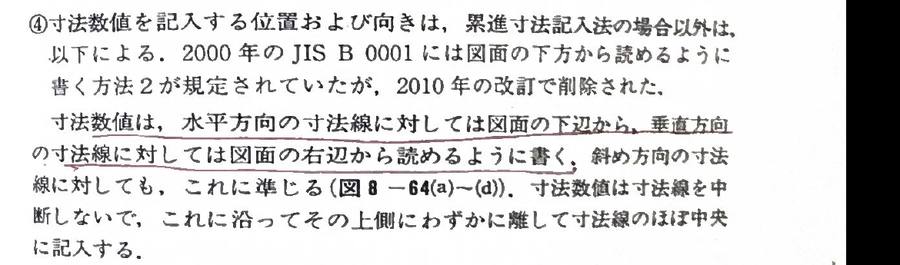 ④寸法数値を記入する位置および向きは，累進寸法記入法の場合以外は，
以下による．2000年のJIS B 0001には図面の下方から読めるように
書く方法2が規定されていたが，2010年の改訂で削除された．
寸法数値は，水平方向の寸法線に対しては図面の下辺から，垂直方向
の寸法線に対しては図面の右辺から読めるように書く．斜め方向の寸法
線に対しても，これに準じる(図8－64(a)～(d))．寸法数値は寸法線を中
断しないで，これに沿ってその上側にわずかに離して寸法線のほぼ中央
に記入する．